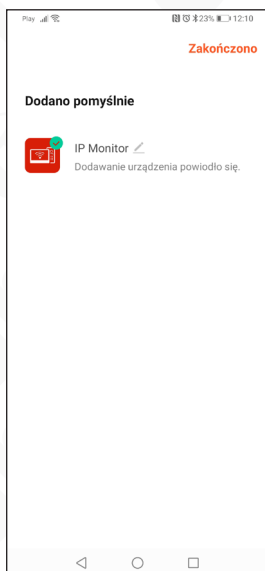 Play 23% 12:10
Zakończono
Dodano pomyślnie
IP Monitor
Dodawanie urządzenia powiodło się.